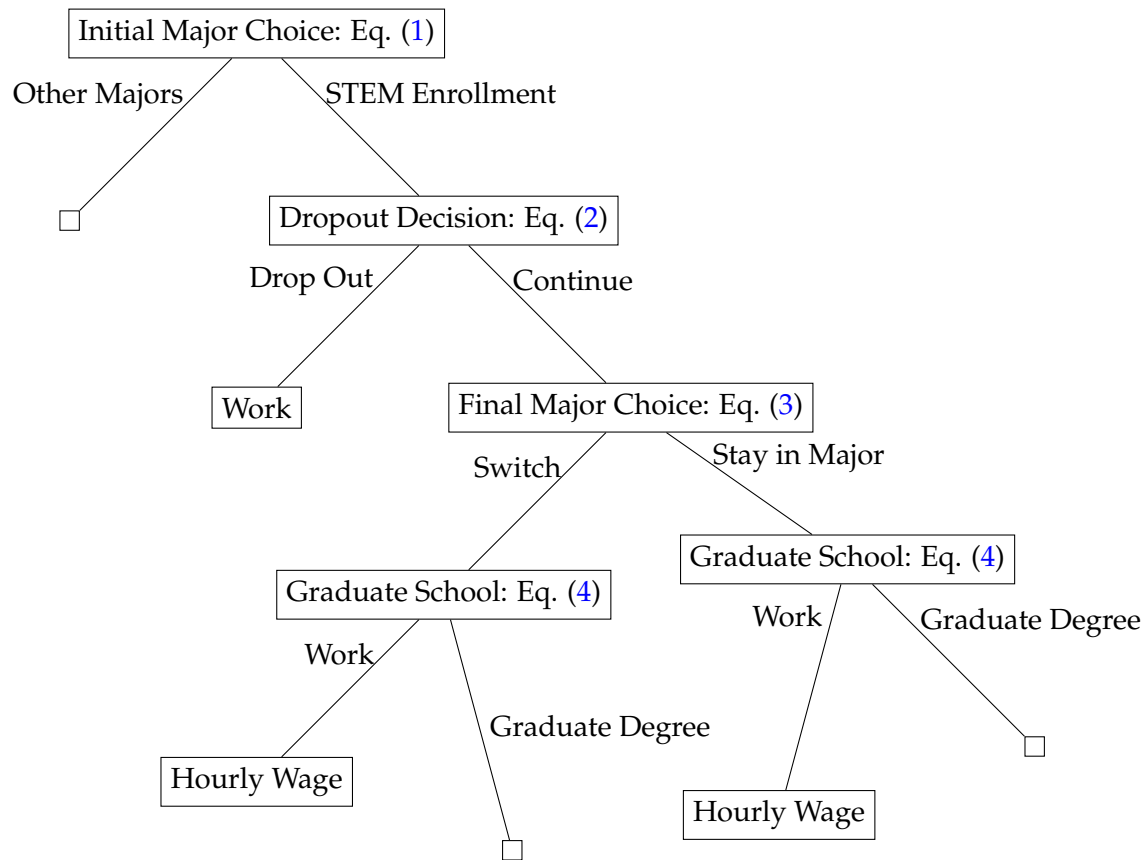 Initial Major Choice: Eq. (1)
Other Majors
STEM Enrollment
Dropout Decision: Eq. (2)
Drop Out
Continue
Work
Final Major Choice: Eq. (3)
Switch
Stay in Major
Graduate School: Eq. (4)
Graduate School: Eq. (4)
Work
Graduate Degree
Work
Graduate Degree
Hourly Wage
Hourly Wage